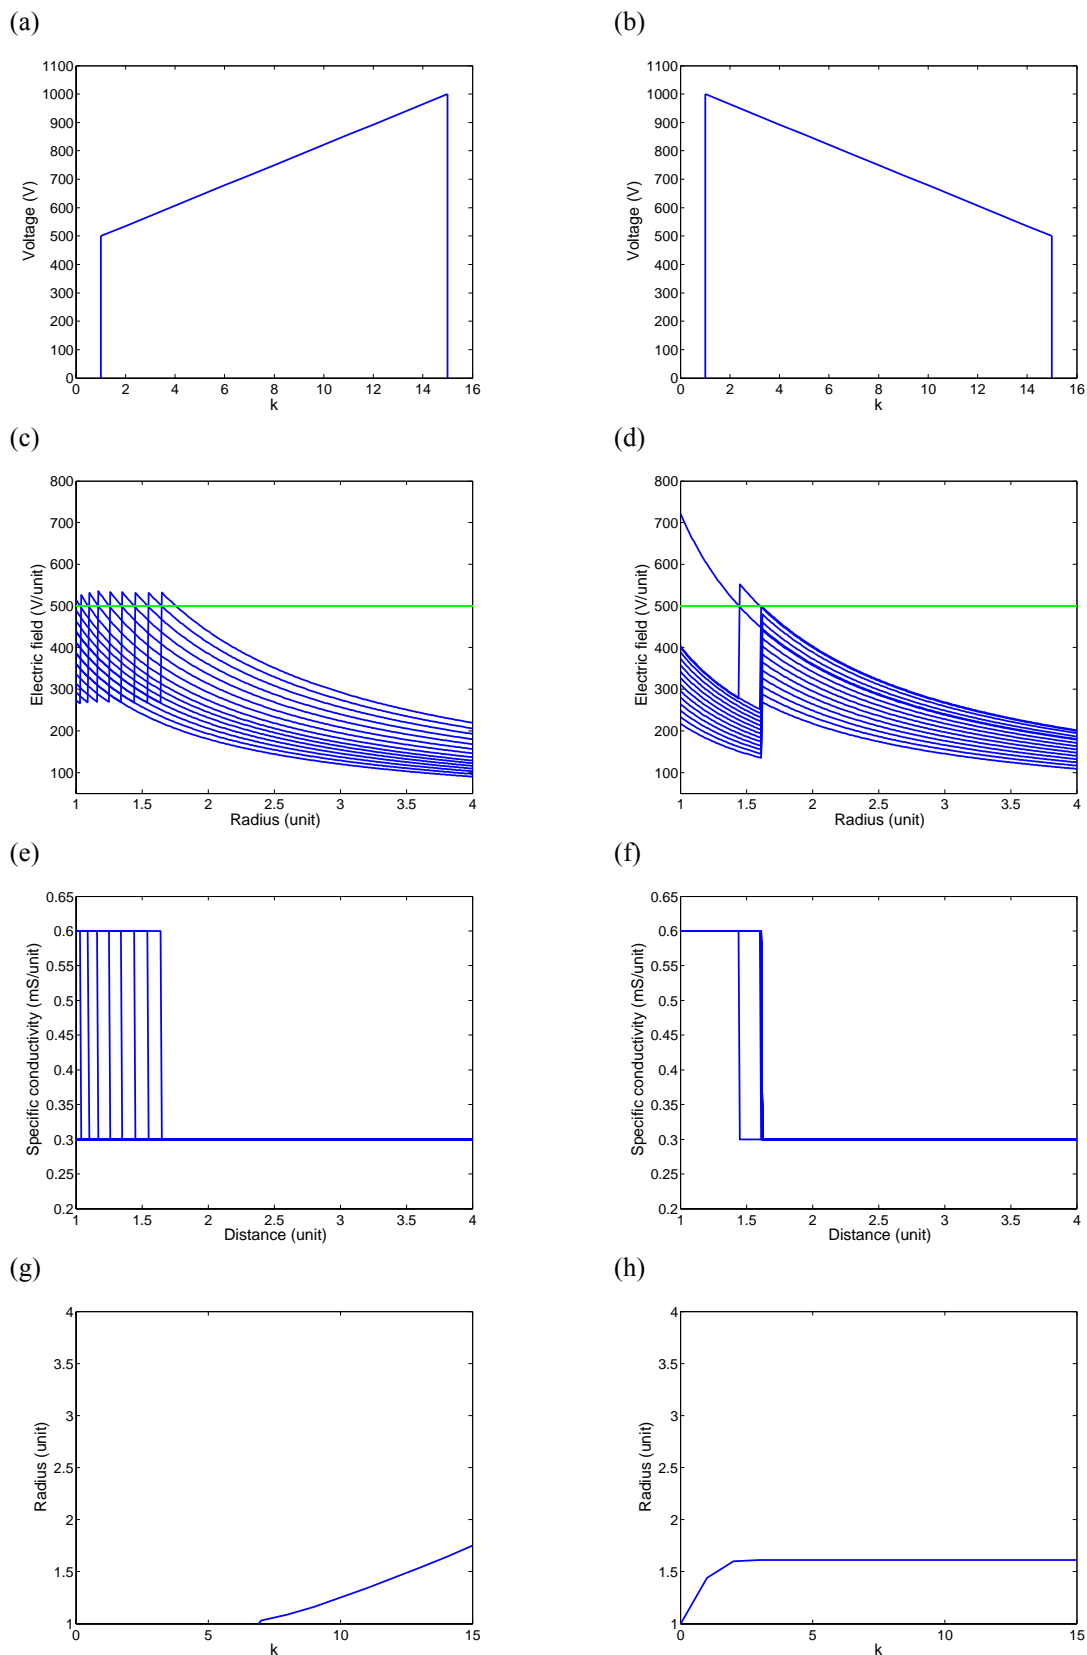 (a)
(b)
1100
1000
900
800
700
600
500
400
300
200
100
0
Voltage (V)
0 2 4 6 8 10 12 14 16
k
1100
1000
900
800
700
600
500
400
300
200
100
0
Voltage (V)
0 2 4 6 8 10 12 14 16
k
(c)
(d)
800
700
600
500
400
300
200
100
Electric field (V/unit)
1 1.5 2 2.5 3 3.5 4
Radius (unit)
800
700
600
500
400
300
200
100
Electric field (V/unit)
1 1.5 2 2.5 3 3.5 4
Radius (unit)
(e)
(f)
0.65
0.6
0.55
0.5
0.45
0.4
0.35
0.3
0.25
0.2
Specific conductivity (mS/unit)
1 1.5 2 2.5 3 3.5 4
Distance (unit)
0.65
0.6
0.55
0.5
0.45
0.4
0.35
0.3
0.25
0.2
Specific conductivity (mS/unit)
1 1.5 2 2.5 3 3.5 4
Distance (unit)
(g)
(h)
4
3.5
3
2.5
2
1.5
1
Radius (unit)
0 5 10 15
k
4
3.5
3
2.5
2
1.5
1
Radius (unit)
0 5 10 15
k